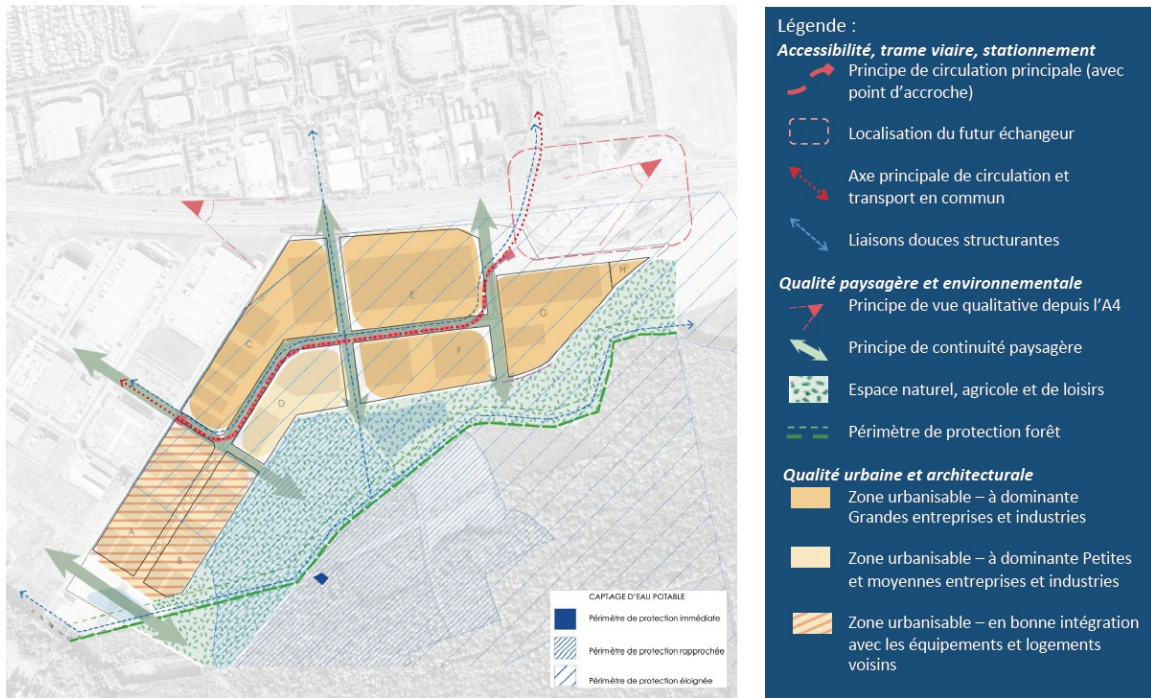 C
E
H
G
F
D
A
B
CAPTAGE D'EAU POTABLE
Périmètre de protection immédiate
Périmètre de protection rapprochée
Périmètre de protection éloignée
Légende :
Accessibilité, trame viaire, stationnement
Principe de circulation principale (avec
point d'accroche)
Localisation du futur échangeur
Axe principale de circulation et
transport en commun
Liaisons douces structurantes
Qualité paysagère et environnementale
Principe de vue qualitative depuis l'A4
Principe de continuité paysagère
Espace naturel, agricole et de loisirs
Périmètre de protection forêt
Qualité urbaine et architecturale
Zone urbanisable – à dominante
Grandes entreprises et industries
Zone urbanisable – à dominante Petites
et moyennes entreprises et industries
Zone urbanisable – en bonne intégration
avec les équipements et logements
voisins